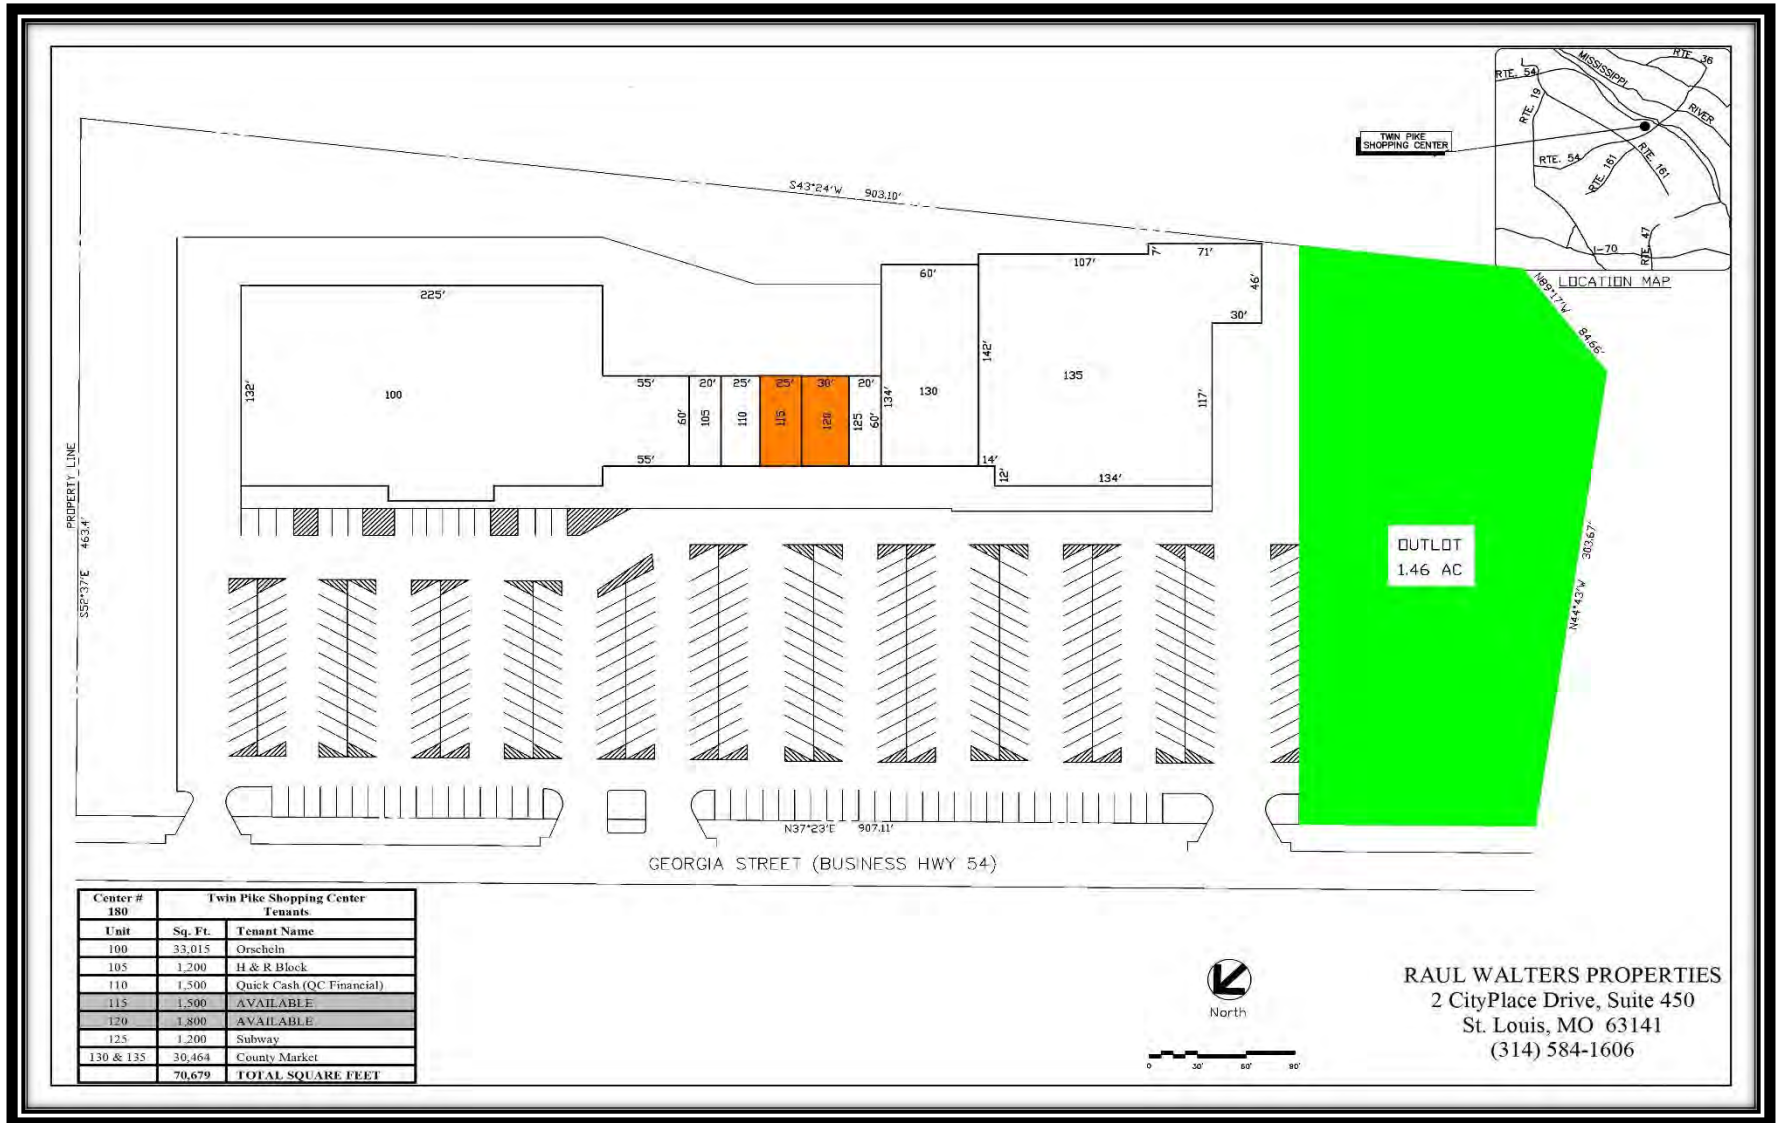 RTE. 36
MISSISSIPPI
RIVER
RTE. 54
RTE. 19
RTE. 54
RTE. 161
RTE. 161
RTE. 47
I-70
LOCATION MAP
TWIN PIKE
SHOPPING CENTER
S43°24'W 903.10'
PROPERTY LINE
S52°37'E 463.4'
225'
132'
100
55'
55'
60'
20'
105
25'
110
25'
115
30'
120
20'
125
60'
60'
134'
130
107'
7'
71'
46'
30'
142'
135
117'
14'
12'
134'
N89°17'W 84.66'
OUTLOT
1.46 AC
N44°43'W 303.67'
N37°23'E 907.11'
GEORGIA STREET (BUSINESS HWY 54)
Center # 180 Twin Pike Shopping Center Tenants
Unit Sq. Ft. Tenant Name
100 33,015 Orscheln
105 1,200 H & R Block
110 1,500 Quick Cash (QC Financial)
115 1,500 AVAILABLE
120 1,800 AVAILABLE
125 1,200 Subway
130 & 135 30,464 County Market
70,679 TOTAL SQUARE FEET
North
0 30' 60' 90'
RAUL WALTERS PROPERTIES
2 CityPlace Drive, Suite 450
St. Louis, MO 63141
(314) 584-1606